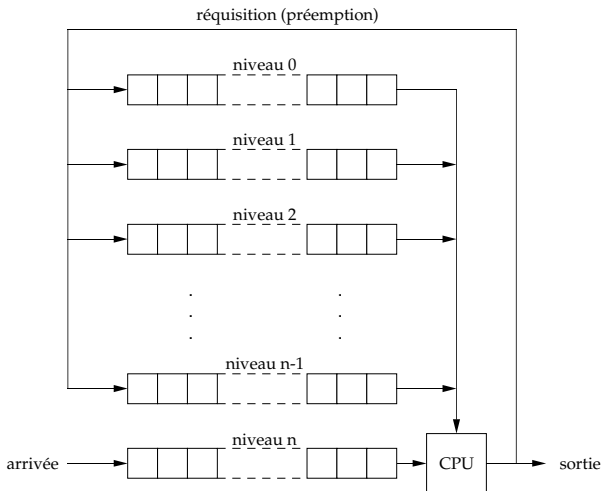 réquisition (préemption)
niveau 0
niveau 1
niveau 2
niveau n-1
niveau n
arrivée
CPU
sortie